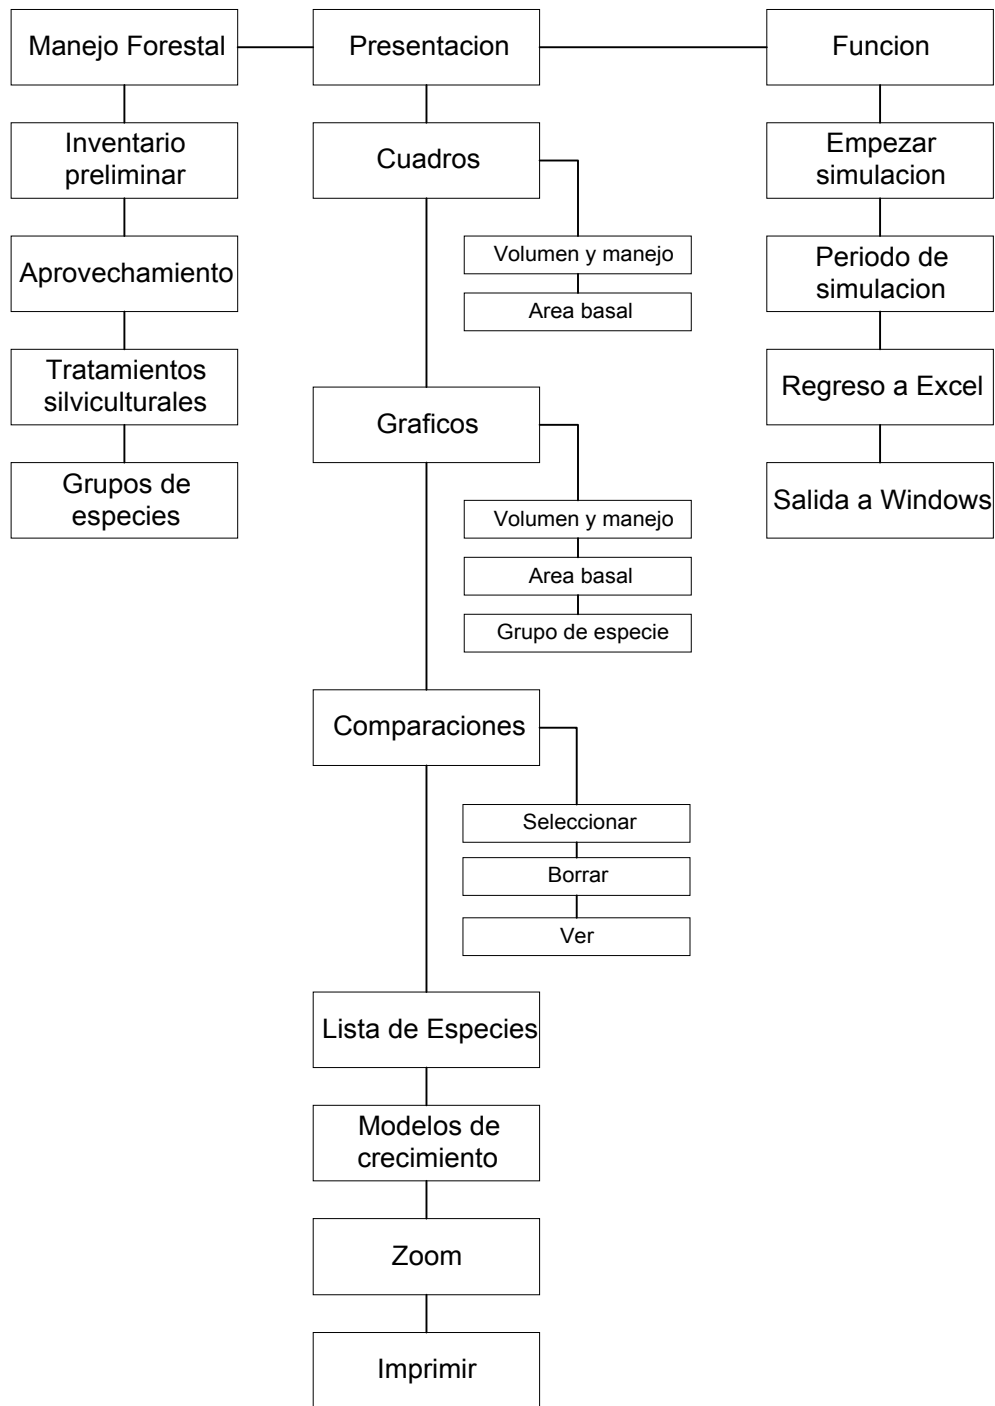 Manejo Forestal
Presentacion
Funcion
Inventario
preliminar
Aprovechamiento
Tratamientos
silviculturales
Grupos de
especies
Cuadros
Volumen y manejo
Area basal
Graficos
Volumen y manejo
Area basal
Grupo de especie
Comparaciones
Seleccionar
Borrar
Ver
Lista de Especies
Modelos de
crecimiento
Zoom
Imprimir
Empezar
simulacion
Periodo de
simulacion
Regreso a Excel
Salida a Windows